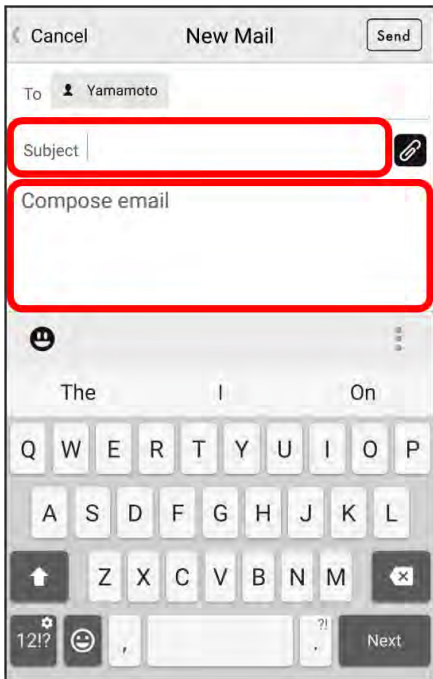 Cancel New Mail Send
To Yamamoto
Subject
Compose email
The I On
Q W E R T Y U I O P
A S D F G H J K L
Z X C V B N M
?!
12!? , . Next